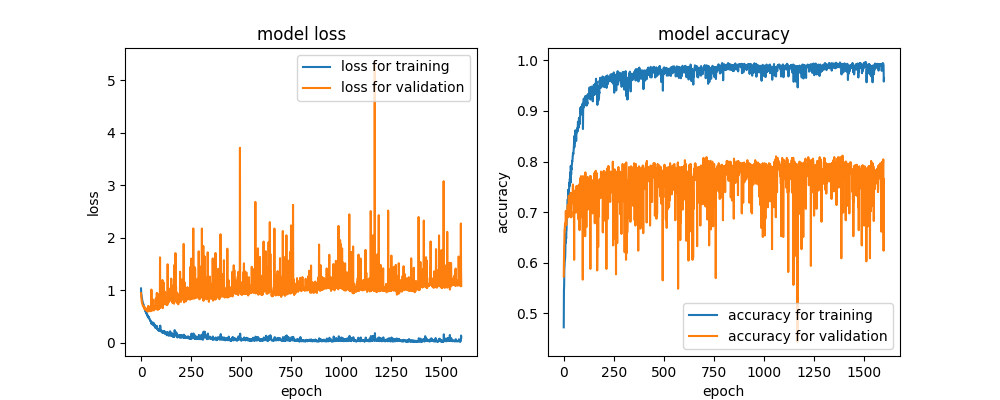 model loss
loss for training
loss for validation
5
4
3
2
1
0
loss
0
250
500
750
1000
1250
1500
epoch
model accuracy
1.0
0.9
0.8
0.7
0.6
0.5
accuracy
accuracy for training
accuracy for validation
0
250
500
750
1000
1250
1500
epoch